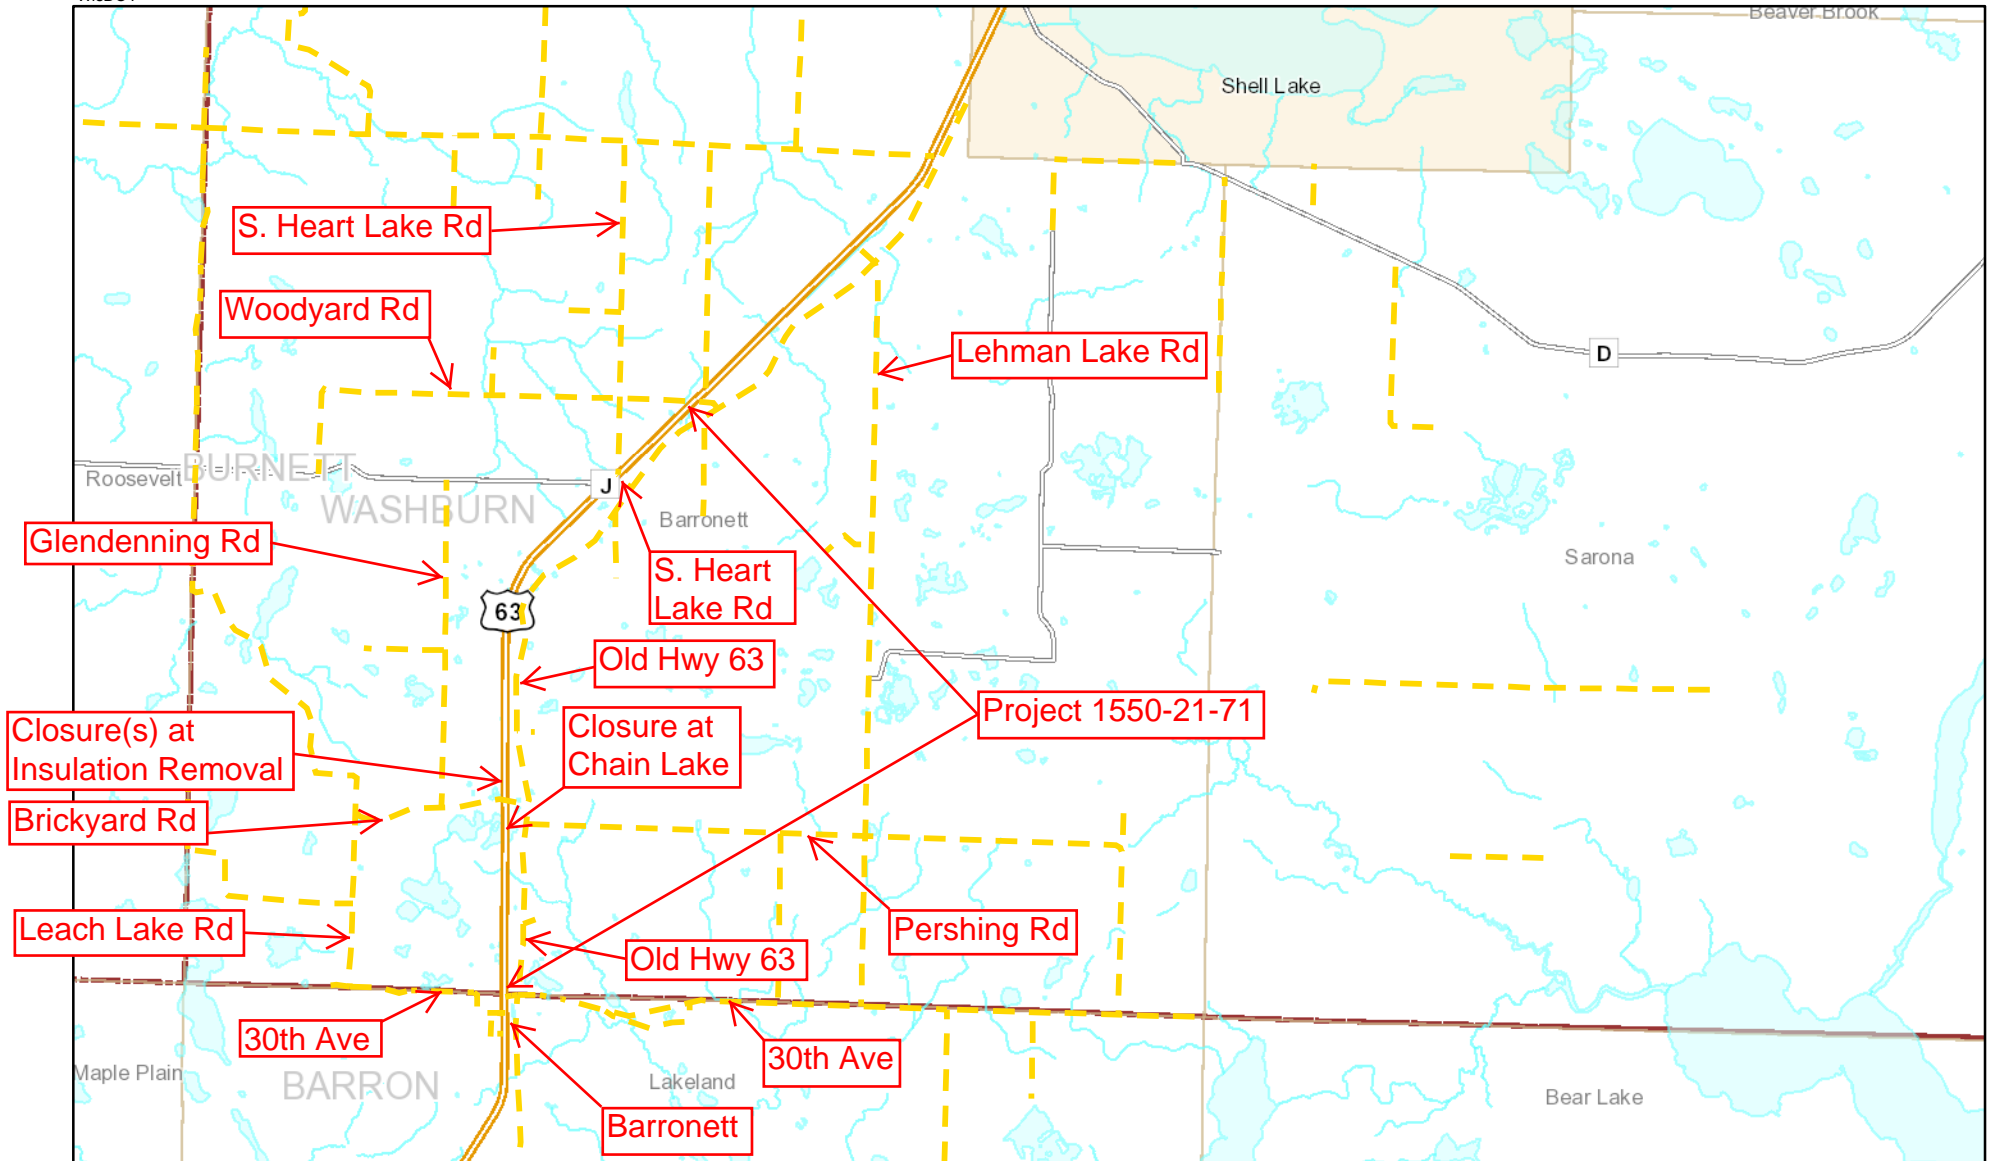 Beaver Brook
Shell Lake
S. Heart Lake Rd
Woodyard Rd
Lehman Lake Rd
D
BURNETT
Roosevelt
J
WASHBURN
Barronett
Glendenning Rd
Sarona
S. Heart
Lake Rd
63
Old Hwy 63
Project 1550-21-71
Closure(s) at
Insulation Removal
Closure at
Chain Lake
Brickyard Rd
Leach Lake Rd
Pershing Rd
Old Hwy 63
30th Ave
30th Ave
Maple Plain
BARRON
Lakeland
Bear Lake
Barronett